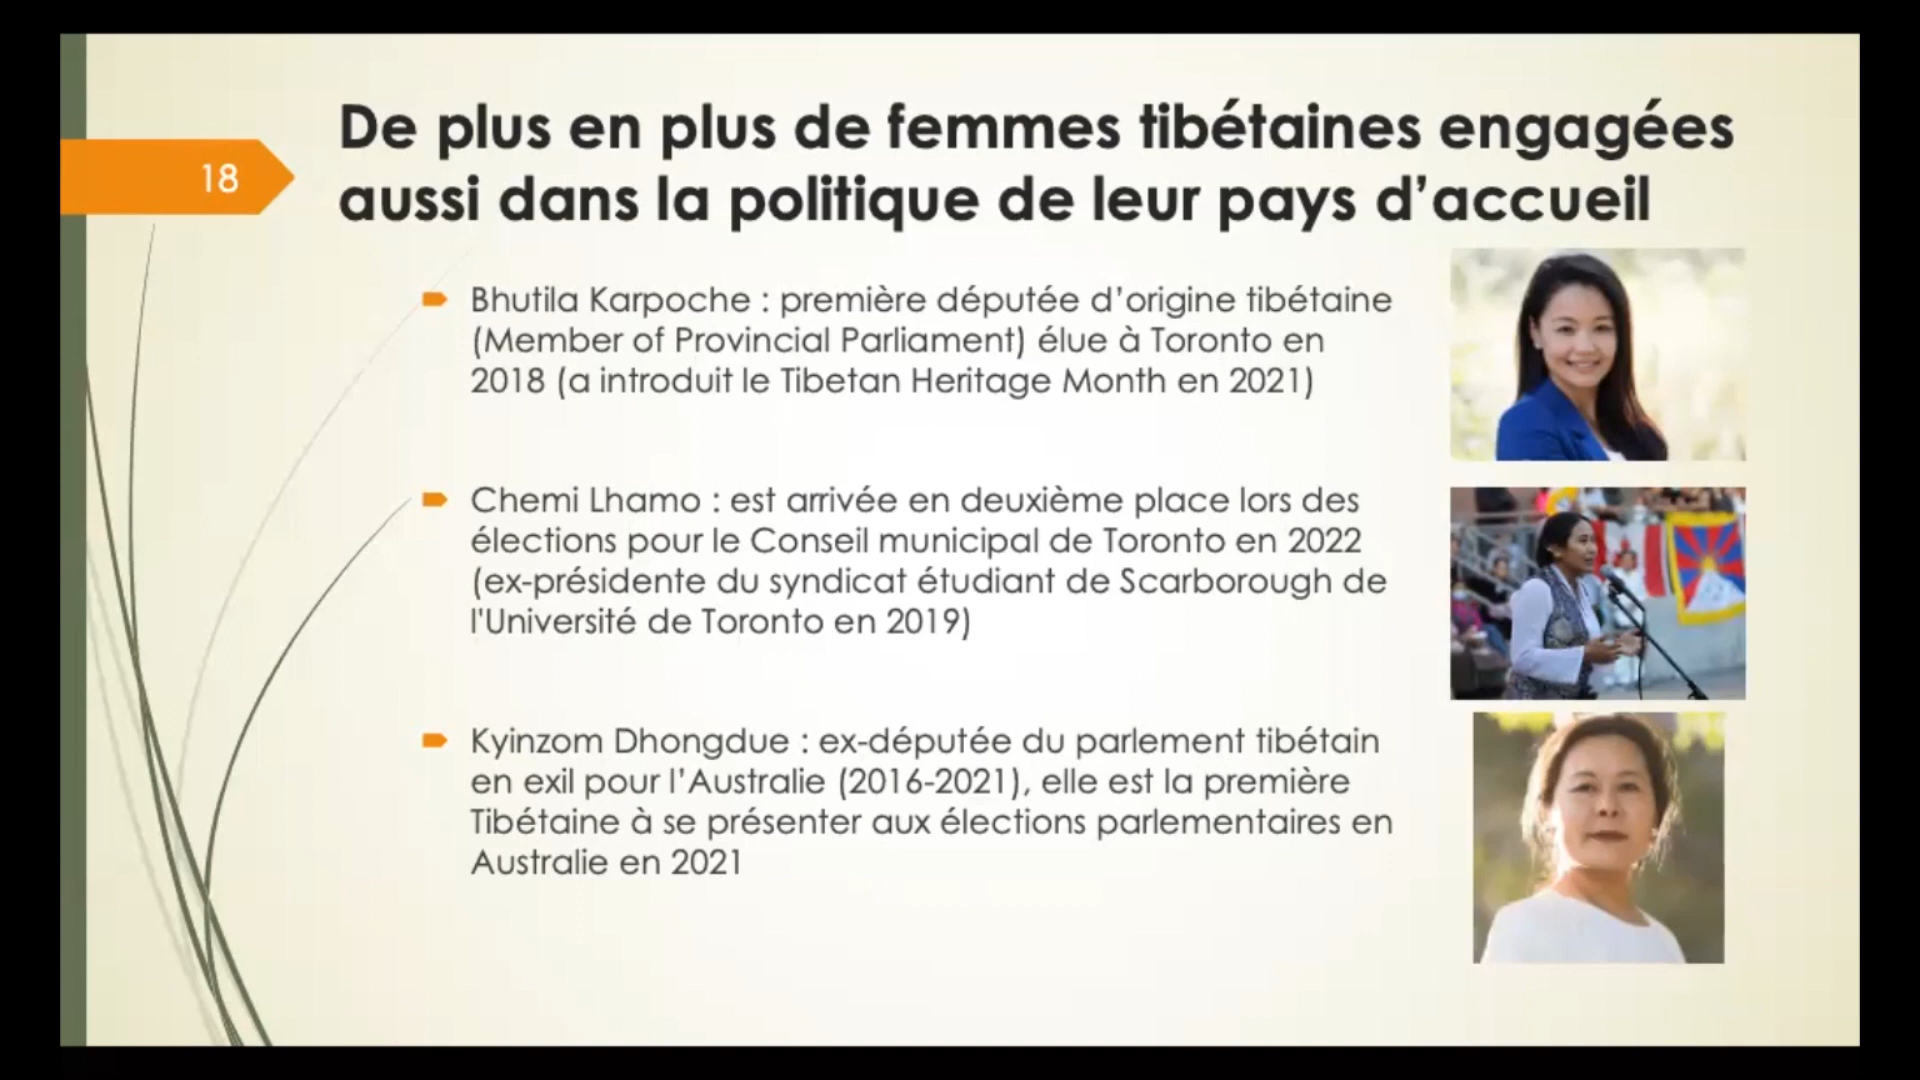 18
De plus en plus de femmes tibétaines engagées
aussi dans la politique de leur pays d’accueil
Bhutila Karpoche : première députée d’origine tibétaine
(Member of Provincial Parliament) élue à Toronto en
2018 (a introduit le Tibetan Heritage Month en 2021)
Chemi Lhamo : est arrivée en deuxième place lors des
élections pour le Conseil municipal de Toronto en 2022
(ex-présidente du syndicat étudiant de Scarborough de
l'Université de Toronto en 2019)
Kyinzom Dhongdue : ex-députée du parlement tibétain
en exil pour l’Australie (2016-2021), elle est la première
Tibétaine à se présenter aux élections parlementaires en
Australie en 2021